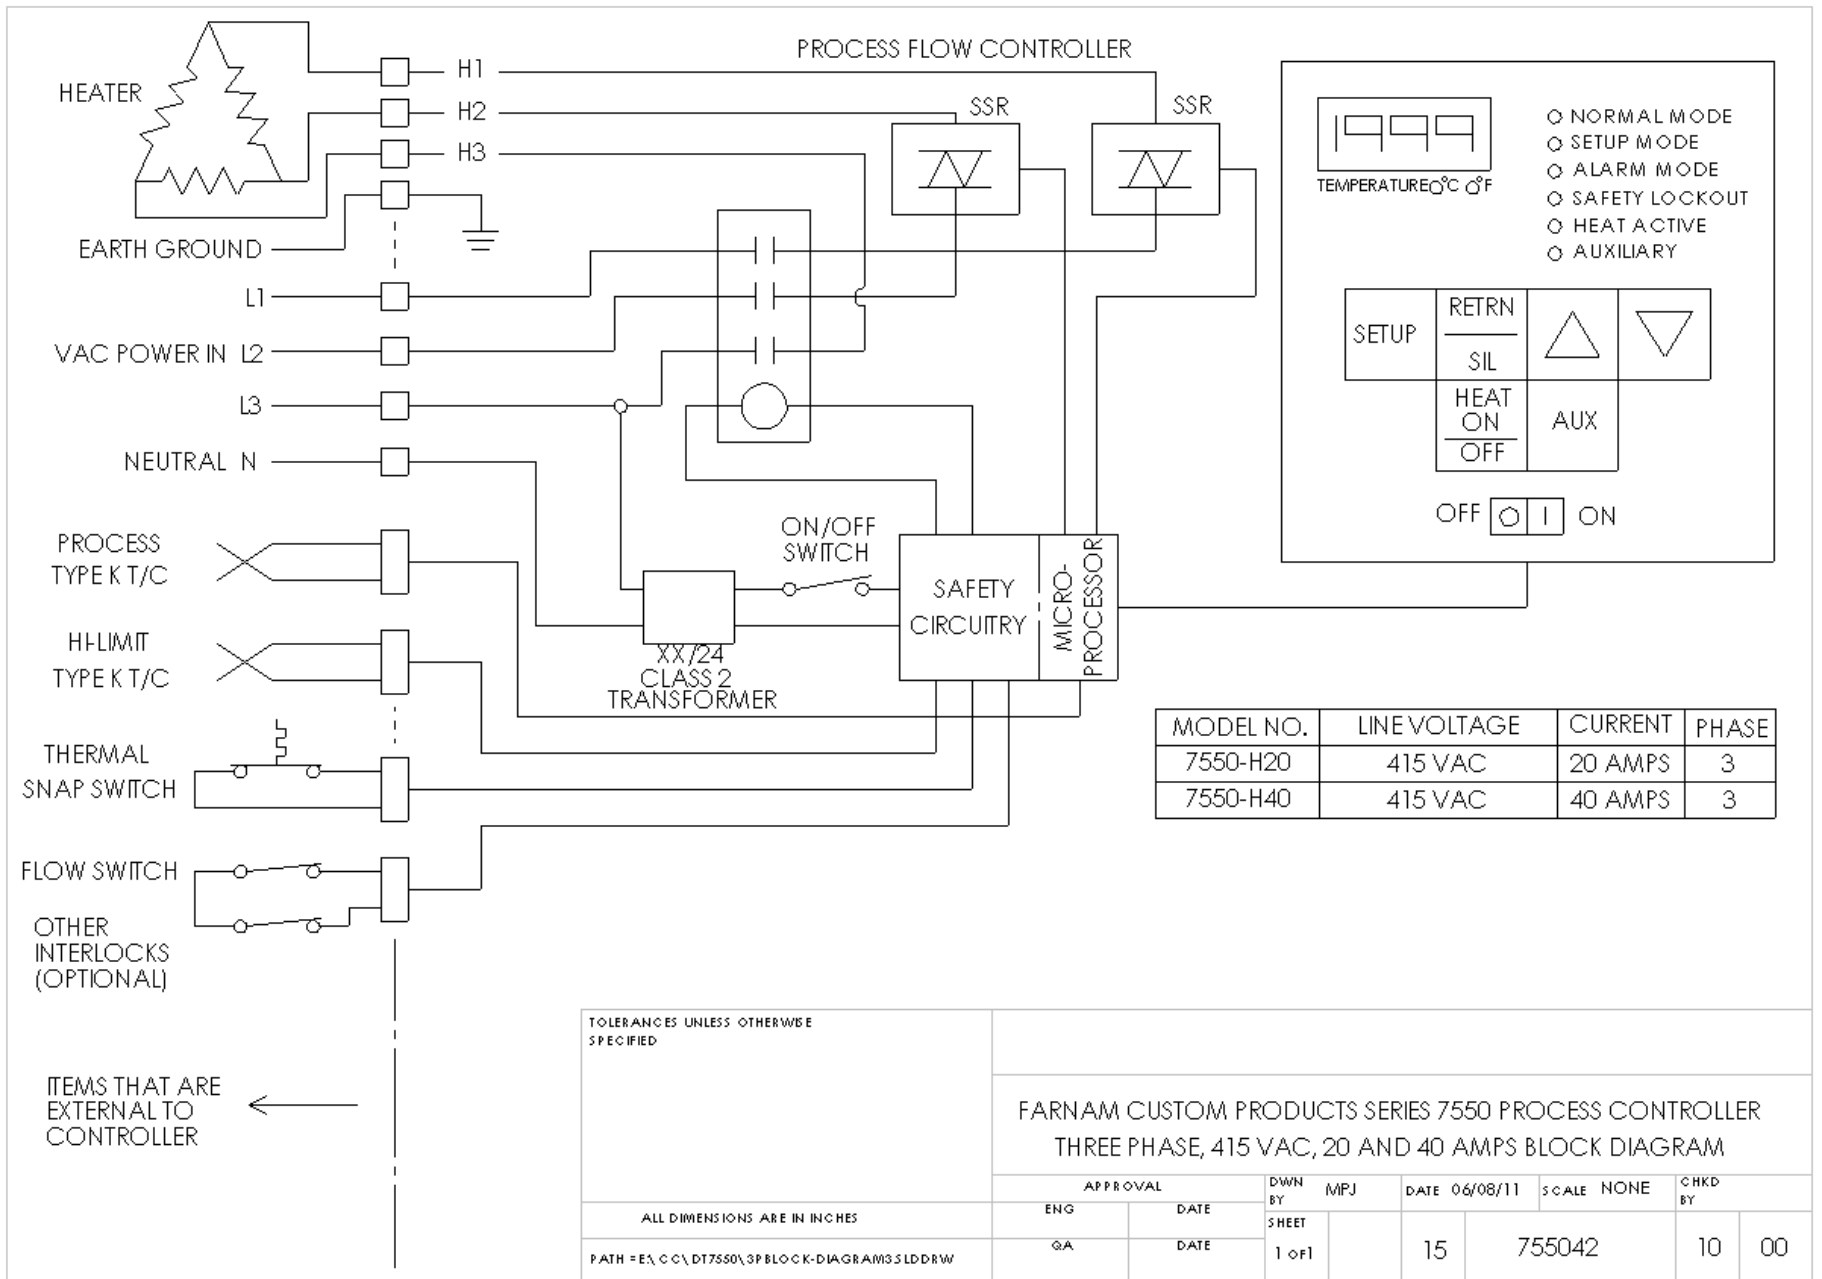 PROCESS FLOW CONTROLLER
HEATER
H1
H2
H3
SSR
SSR
EARTH GROUND
L1
VAC POWER IN L2
L3
NEUTRAL N
PROCESS
TYPE K T/C
HI-LIMIT
TYPE K T/C
THERMAL
SNAP SWITCH
FLOW SWITCH
OTHER
INTERLOCKS
(OPTIONAL)
ITEMS THAT ARE
EXTERNAL TO
CONTROLLER
ON/OFF
SWITCH
XX/24
CLASS 2
TRANSFORMER
SAFETY
CIRCUITRY
MICRO-
PROCESSOR
1999
TEMPERATURE °C °F
NORMAL MODE
SETUP MODE
ALARM MODE
SAFETY LOCKOUT
HEAT ACTIVE
AUXILIARY
SETUP
RETRN
SIL
HEAT
ON
OFF
AUX
OFF O I ON
MODEL NO. LINE VOLTAGE CURRENT PHASE
7550-H20 415 VAC 20 AMPS 3
7550-H40 415 VAC 40 AMPS 3
TOLERANCES UNLESS OTHERWISE
SPECIFIED
ALL DIMENSIONS ARE IN INCHES
PATH =E:\CC\DT7550\3PBLOCK-DIAGRAM3.SLDDRW
FARNAM CUSTOM PRODUCTS SERIES 7550 PROCESS CONTROLLER
THREE PHASE, 415 VAC, 20 AND 40 AMPS BLOCK DIAGRAM
APPROVAL
ENG DATE
QA DATE
DWN
BY MPJ
DATE 06/08/11
SCALE NONE
CHKD
BY
SHEET
1 OF 1
15
755042
10
00